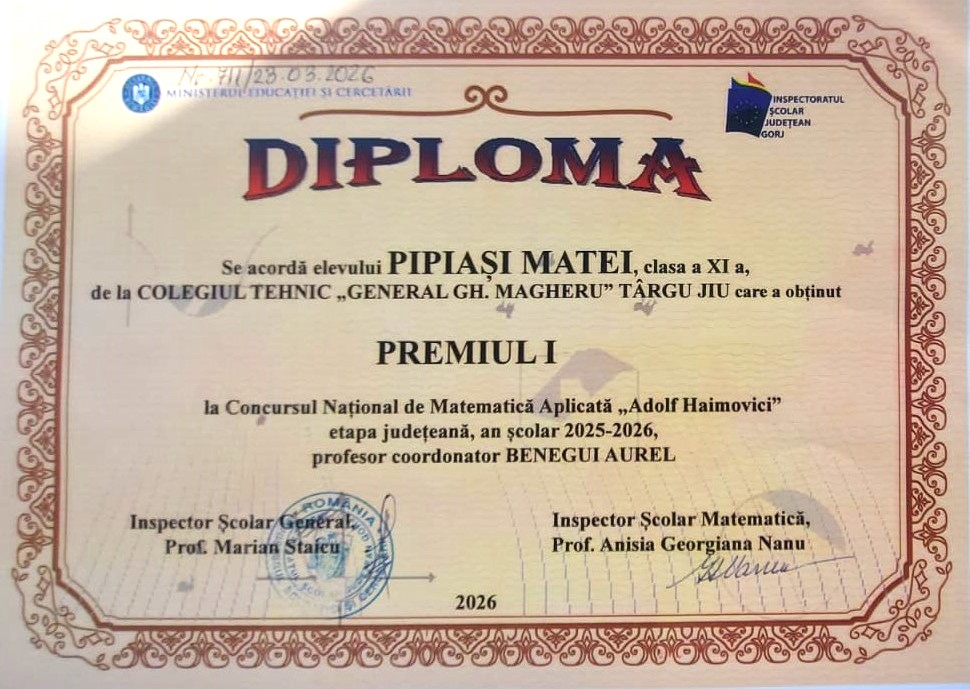 Nr. 711/23.03.2026
MINISTERUL EDUCAȚIEI ȘI CERCETĂRII
INSPECTORATUL
ȘCOLAR
JUDEȚEAN
GORJ
DIPLOMA
Se acordă elevului PIPIAȘI MATEI, clasa a XI a,
de la COLEGIUL TEHNIC „GENERAL GH. MAGHERU” TÂRGU JIU care a obținut
PREMIUL I
la Concursul Național de Matematică Aplicată „Adolf Haimovici”
etapa județeană, an școlar 2025-2026,
profesor coordonator BENEGUI AUREL
Inspector Școlar General,
Prof. Marian Staicu
ROMANIA
Inspector Școlar Matematică,
Prof. Anisia Georgiana Nanu
2026